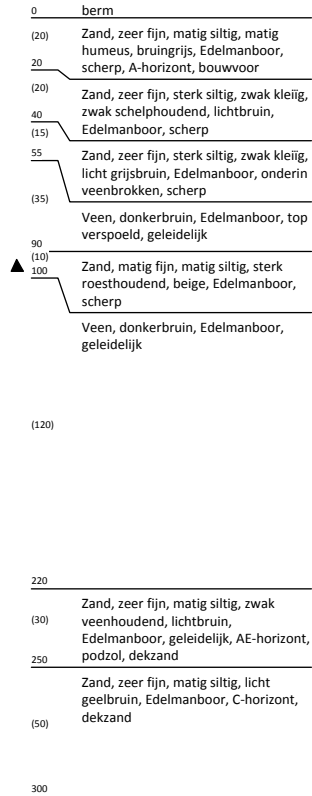 0 berm
(20) Zand, zeer fijn, matig siltig, matig
humeus, bruingrijs, Edelmanboor,
20 scherp, A-horizont, bouwvoor
(20) Zand, zeer fijn, sterk siltig, zwak kleiïg,
zwak schelphoudend, lichtbruin,
40 Edelmanboor, scherp
(15)
55 Zand, zeer fijn, sterk siltig, zwak kleiïg,
licht grijsbruin, Edelmanboor, onderin
veenbrokken, scherp
(35)
Veen, donkerbruin, Edelmanboor, top
verspoeld, geleidelijk
90
(10)
100 Zand, matig fijn, matig siltig, sterk
roesthoudend, beige, Edelmanboor,
scherp
Veen, donkerbruin, Edelmanboor,
geleidelijk
(120)
220
Zand, zeer fijn, matig siltig, zwak
(30) veenhoudend, lichtbruin,
Edelmanboor, geleidelijk, AE-horizont,
250 podzol, dekzand
Zand, zeer fijn, matig siltig, licht
geelbruin, Edelmanboor, C-horizont,
(50) dekzand
300